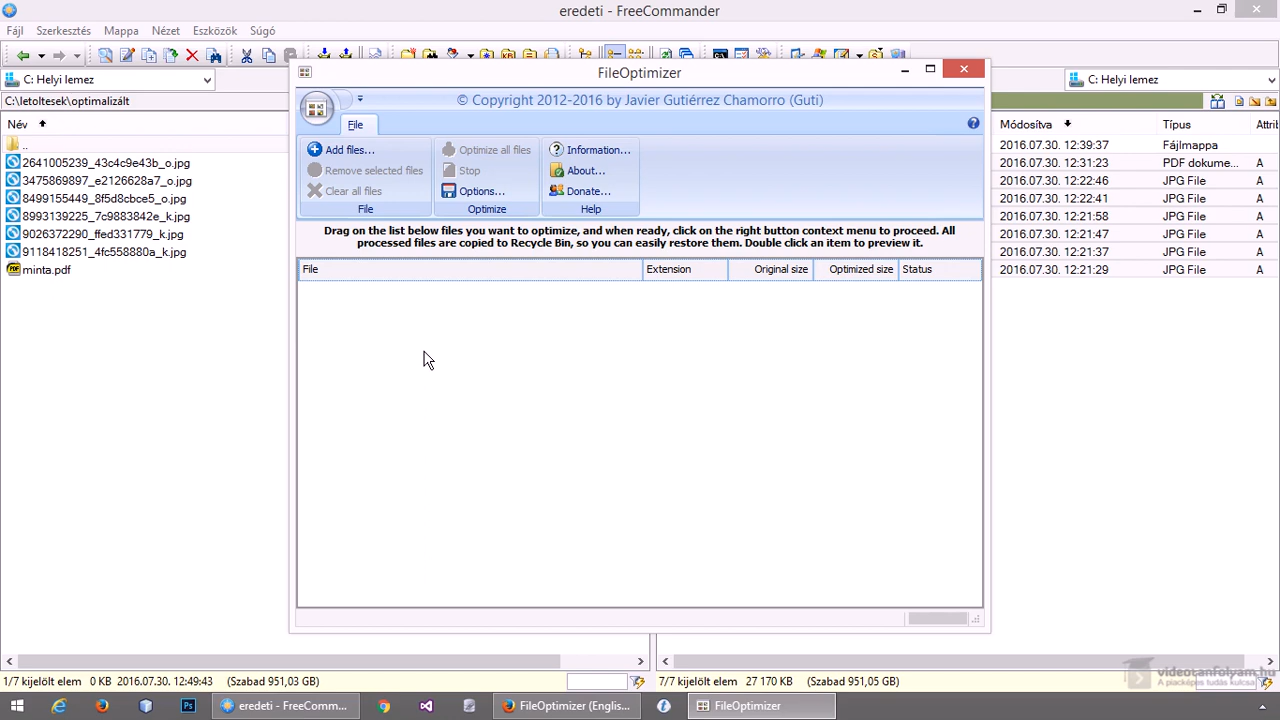 eredeti - FreeCommander
Fájl Szerkesztés Mappa Nézet Eszközök Súgó
C: Helyi lemez
C:\letoltesek\optimalizált
Név
..
2641005239_43c4c9e43b_o.jpg
3475869897_e2126628a7_o.jpg
8499155449_8f5d8cbce5_o.jpg
8993139225_7c9883842e_k.jpg
9026372290_ffed331779_k.jpg
9118418251_4fc558880a_k.jpg
minta.pdf
FileOptimizer
© Copyright 2012-2016 by Javier Gutiérrez Chamorro (Guti)
File
Add files... Optimize all files Information...
Remove selected files Stop About...
Clear all files Options... Donate...
File Optimize Help
Drag on the list below files you want to optimize, and when ready, click on the right button context menu to proceed. All
processed files are copied to Recycle Bin, so you can easily restore them. Double click an item to preview it.
File Extension Original size Optimized size Status
C: Helyi lemez
Módosítva Típus Attri
2016.07.30. 12:39:37 Fájlmappa
2016.07.30. 12:31:23 PDF dokume... A
2016.07.30. 12:22:46 JPG File A
2016.07.30. 12:22:41 JPG File A
2016.07.30. 12:21:58 JPG File A
2016.07.30. 12:21:47 JPG File A
2016.07.30. 12:21:37 JPG File A
2016.07.30. 12:21:29 JPG File A
1/7 kijelölt elem 0 KB 2016.07.30. 12:49:43 (Szabad 951,03 GB)
7/7 kijelölt elem 27 170 KB (Szabad 951,05 GB)
videotanfolyam.hu
A piacképes tudás kulcsa
eredeti - FreeComm... FileOptimizer (Englis... FileOptimizer